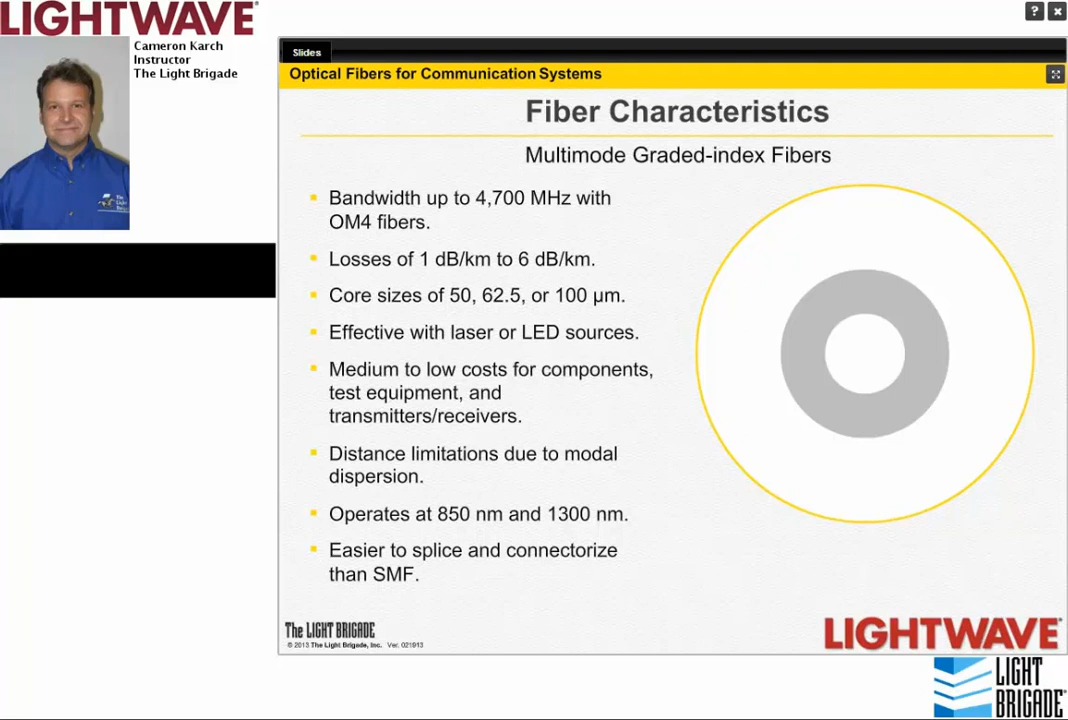 LIGHTWAVE
Cameron Karch
Instructor
The Light Brigade
Slides
Optical Fibers for Communication Systems
Fiber Characteristics
Multimode Graded-index Fibers
Bandwidth up to 4,700 MHz with
OM4 fibers.
Losses of 1 dB/km to 6 dB/km.
Core sizes of 50, 62.5, or 100 µm.
Effective with laser or LED sources.
Medium to low costs for components,
test equipment, and
transmitters/receivers.
Distance limitations due to modal
dispersion.
Operates at 850 nm and 1300 nm.
Easier to splice and connectorize
than SMF.
The LIGHT BRIGADE
© 2013 The Light Brigade, Inc. Ver. 021913
LIGHTWAVE
LIGHT
BRIGADE